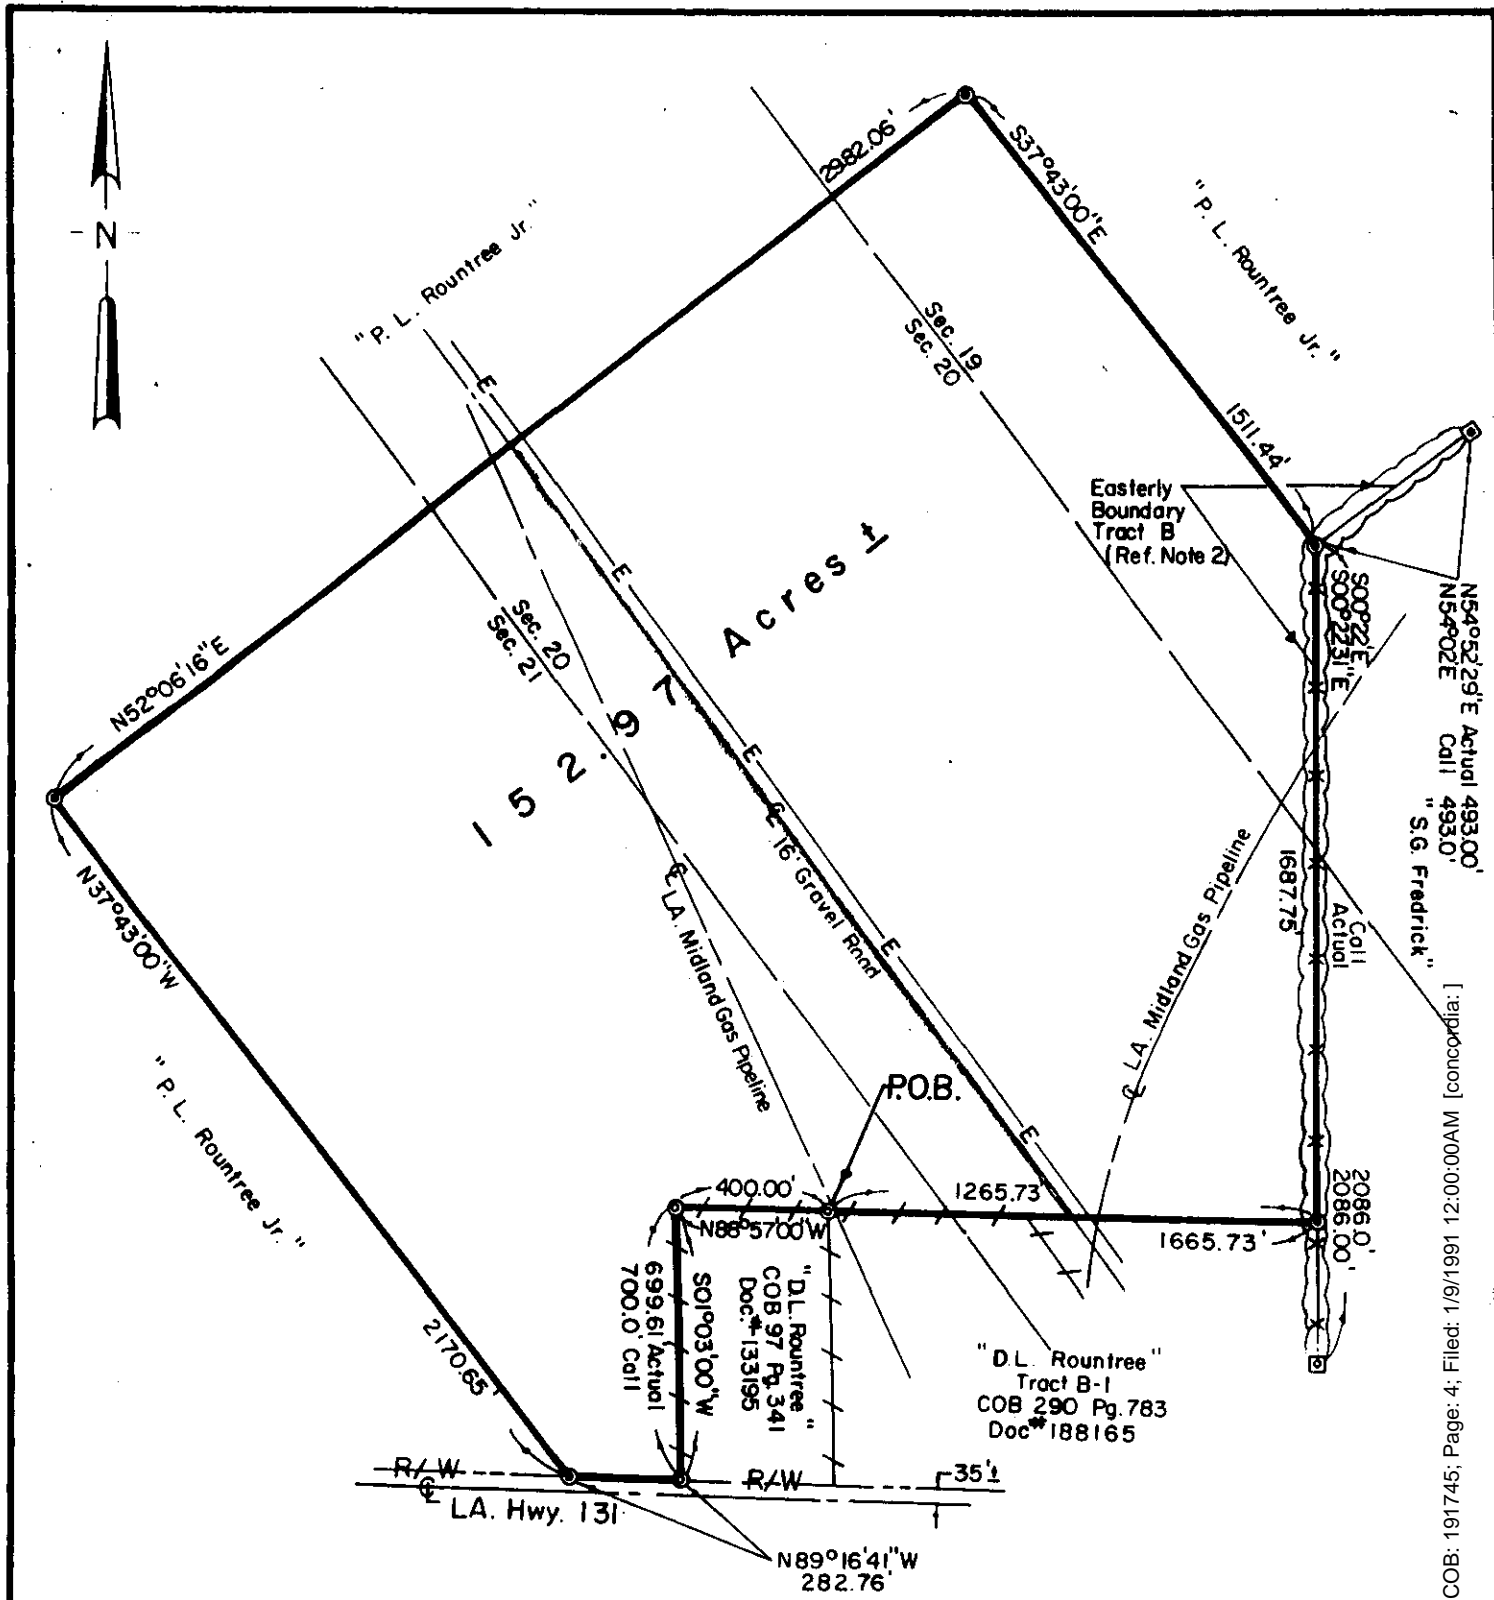 N
2982.06'
S37°43'00"E
"P. L. Rountree Jr."
"P. L. Rountree Jr."
Sec. 19
Sec. 20
1511.44'
Easterly
Boundary
Tract B
(Ref. Note 2)
N54°52'29"E Actual 493.00'
N54°02'E Call 493.0'
"S.G. Fredrick"
S00°22'E Call
S00°22'31"E Actual
2086.0'
2086.00'
1687.75'
E
E
E
E
E
Sec. 20
Sec. 21
152.97 Acres ±
N52°06'16"E
℄ 16' Gravel Road
℄ LA. Midland Gas Pipeline
℄ LA. Midland Gas Pipeline
N37°43'00"W
"P. L. Rountree Jr."
2170.65'
P.O.B.
400.00'
N88°57'00"W
1265.73'
1665.73'
S01°03'00"W
699.61' Actual
700.0' Call
"D.L. Rountree"
COB 97 Pg. 341
Doc.# 133195
"D.L. Rountree"
Tract B-1
COB 290 Pg. 783
Doc# 188165
R/W
R/W
35'±
℄ LA. Hwy. 131
N89°16'41"W
282.76'
COB: 191745; Page: 4; Filed: 1/9/1991 12:00:00AM [concordia: ]